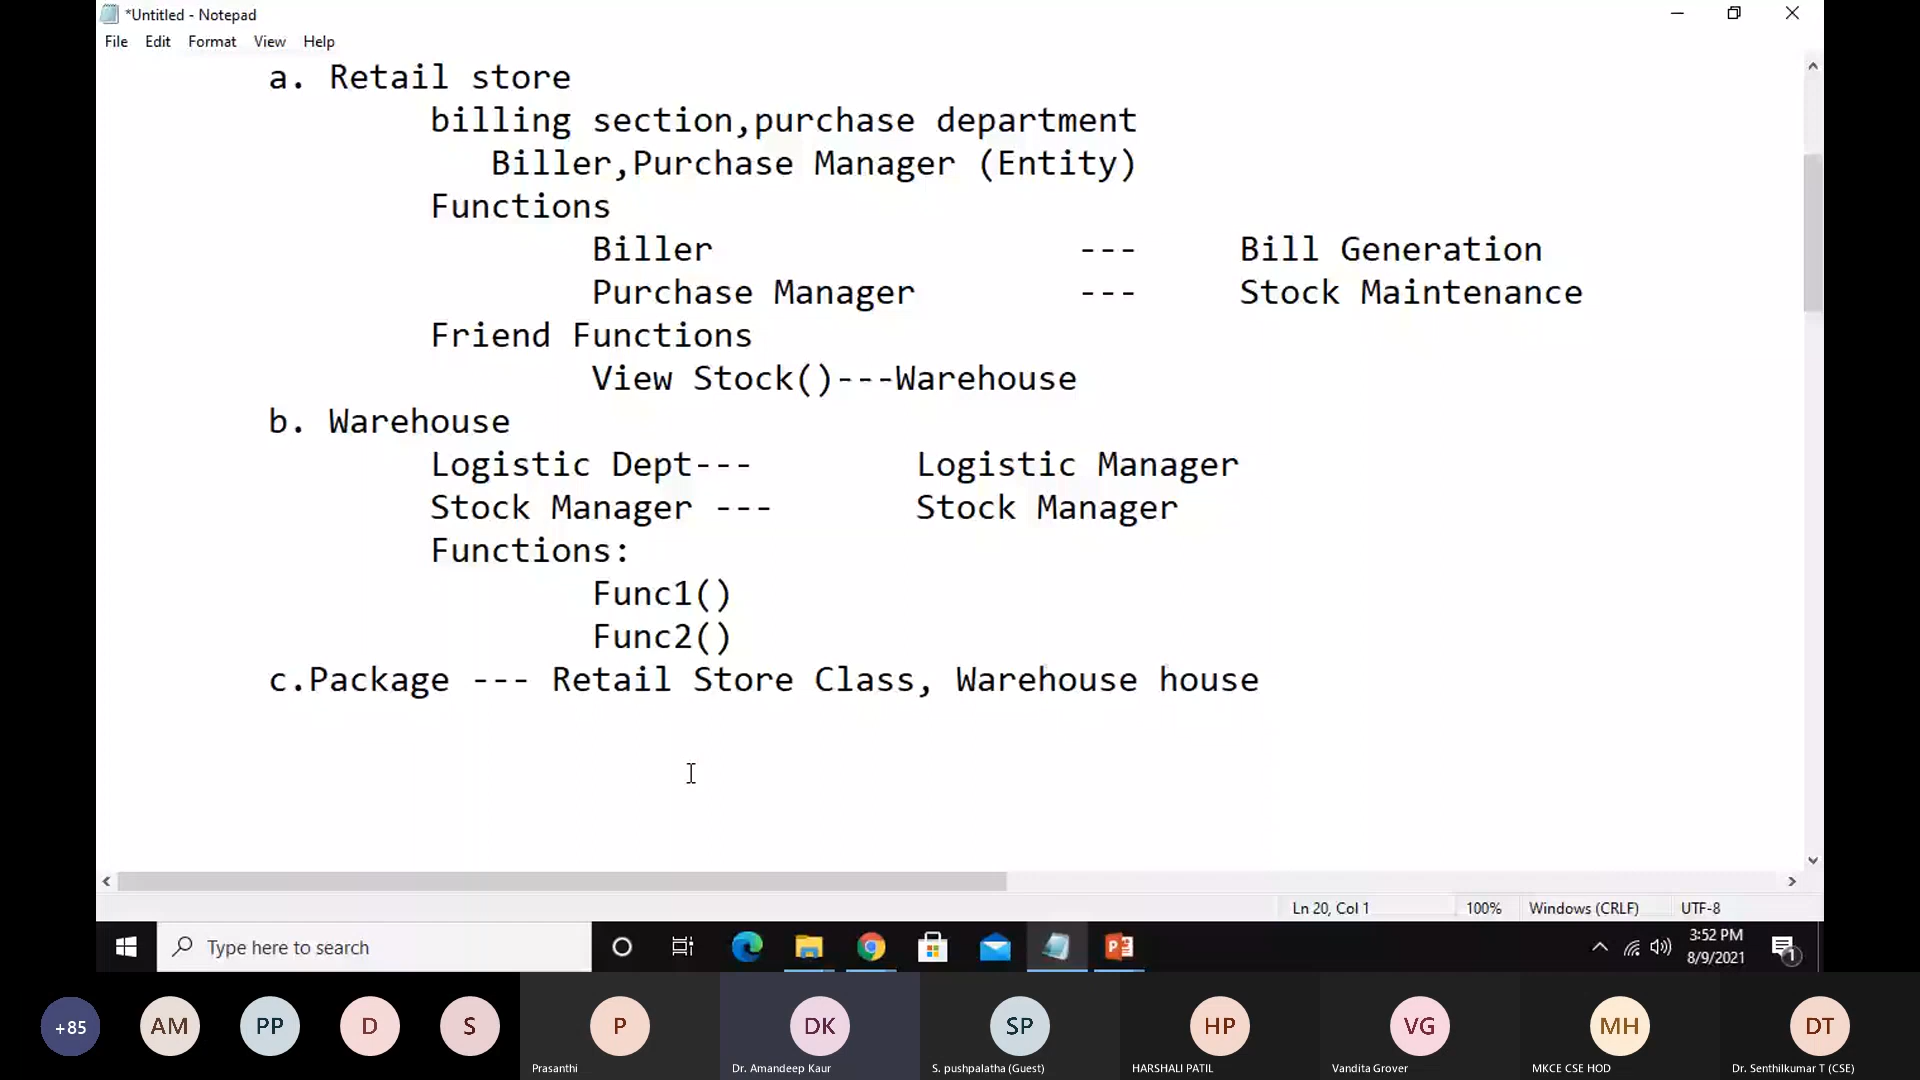 *Untitled - Notepad
File Edit Format View Help
a. Retail store
billing section,purchase department
Biller,Purchase Manager (Entity)
Functions
Biller --- Bill Generation
Purchase Manager --- Stock Maintenance
Friend Functions
View Stock()---Warehouse
b. Warehouse
Logistic Dept--- Logistic Manager
Stock Manager --- Stock Manager
Functions:
Func1()
Func2()
c.Package --- Retail Store Class, Warehouse house
Ln 20, Col 1 100% Windows (CRLF) UTF-8
Type here to search
3:52 PM
8/9/2021
1
+85 AM PP D S P DK SP HP VG MH DT
Prasanthi Dr. Amandeep Kaur S. pushpalatha (Guest) HARSHALI PATIL Vandita Grover MKCE CSE HOD Dr. Senthilkumar T (CSE)